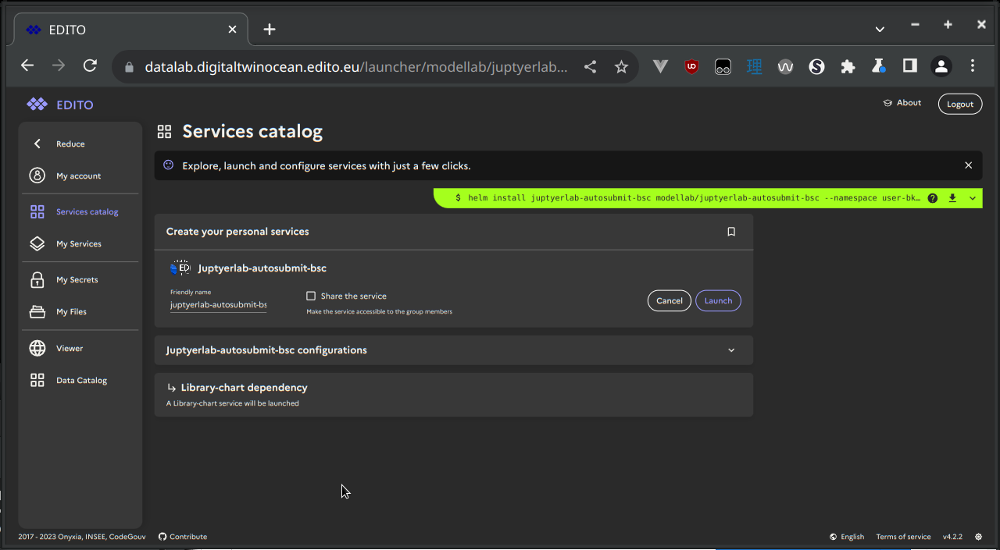 EDITO
datalab.digitaltwinocean.edito.eu/launcher/modellab/juptyerlab...
EDITO
About
Logout
Reduce
My account
Services catalog
My Services
My Secrets
My Files
Viewer
Data Catalog
Services catalog
Explore, launch and configure services with just a few clicks.
$ helm install juptyerlab-autosubmit-bsc modellab/juptyerlab-autosubmit-bsc --namespace user-bk…
Create your personal services
ED
Juptyerlab-autosubmit-bsc
Friendly name
juptyerlab-autosubmit-bs
Share the service
Make the service accessible to the group members
Cancel
Launch
Juptyerlab-autosubmit-bsc configurations
Library-chart dependency
A Library-chart service will be launched
2017 - 2023 Onyxia, INSEE, CodeGouv
Contribute
English
Terms of service
v4.2.2